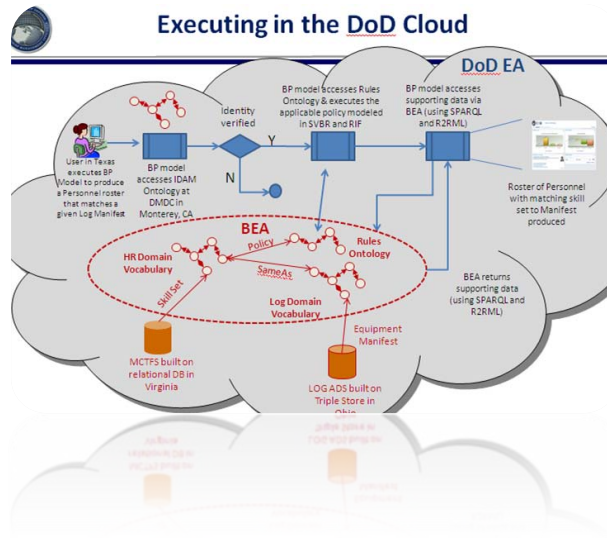 Executing in the DoD Cloud
DoD EA
User in Texas
executes BP
Model to produce
a Personnel roster
that matches a
given Log Manifest
BP model
accesses IDAM
Ontology at
DMDC in
Monterey, CA
Identity
verified
Y
N
BP model accesses Rules
Ontology & executes the
applicable policy modeled
in SVBR and RIF
BP model accesses
supporting data via
BEA (using SPARQL
and R2RML)
Roster of Personnel
with matching skill
set to Manifest
produced
BEA
HR Domain
Vocabulary
Policy
SameAs
Rules
Ontology
Log Domain
Vocabulary
Skill Set
Equipment
Manifest
BEA returns
supporting data
(using SPARQL and
R2RML)
MCTFS built on
relational DB in
Virginia
LOG ADS built on
Triple Store in
Ohio